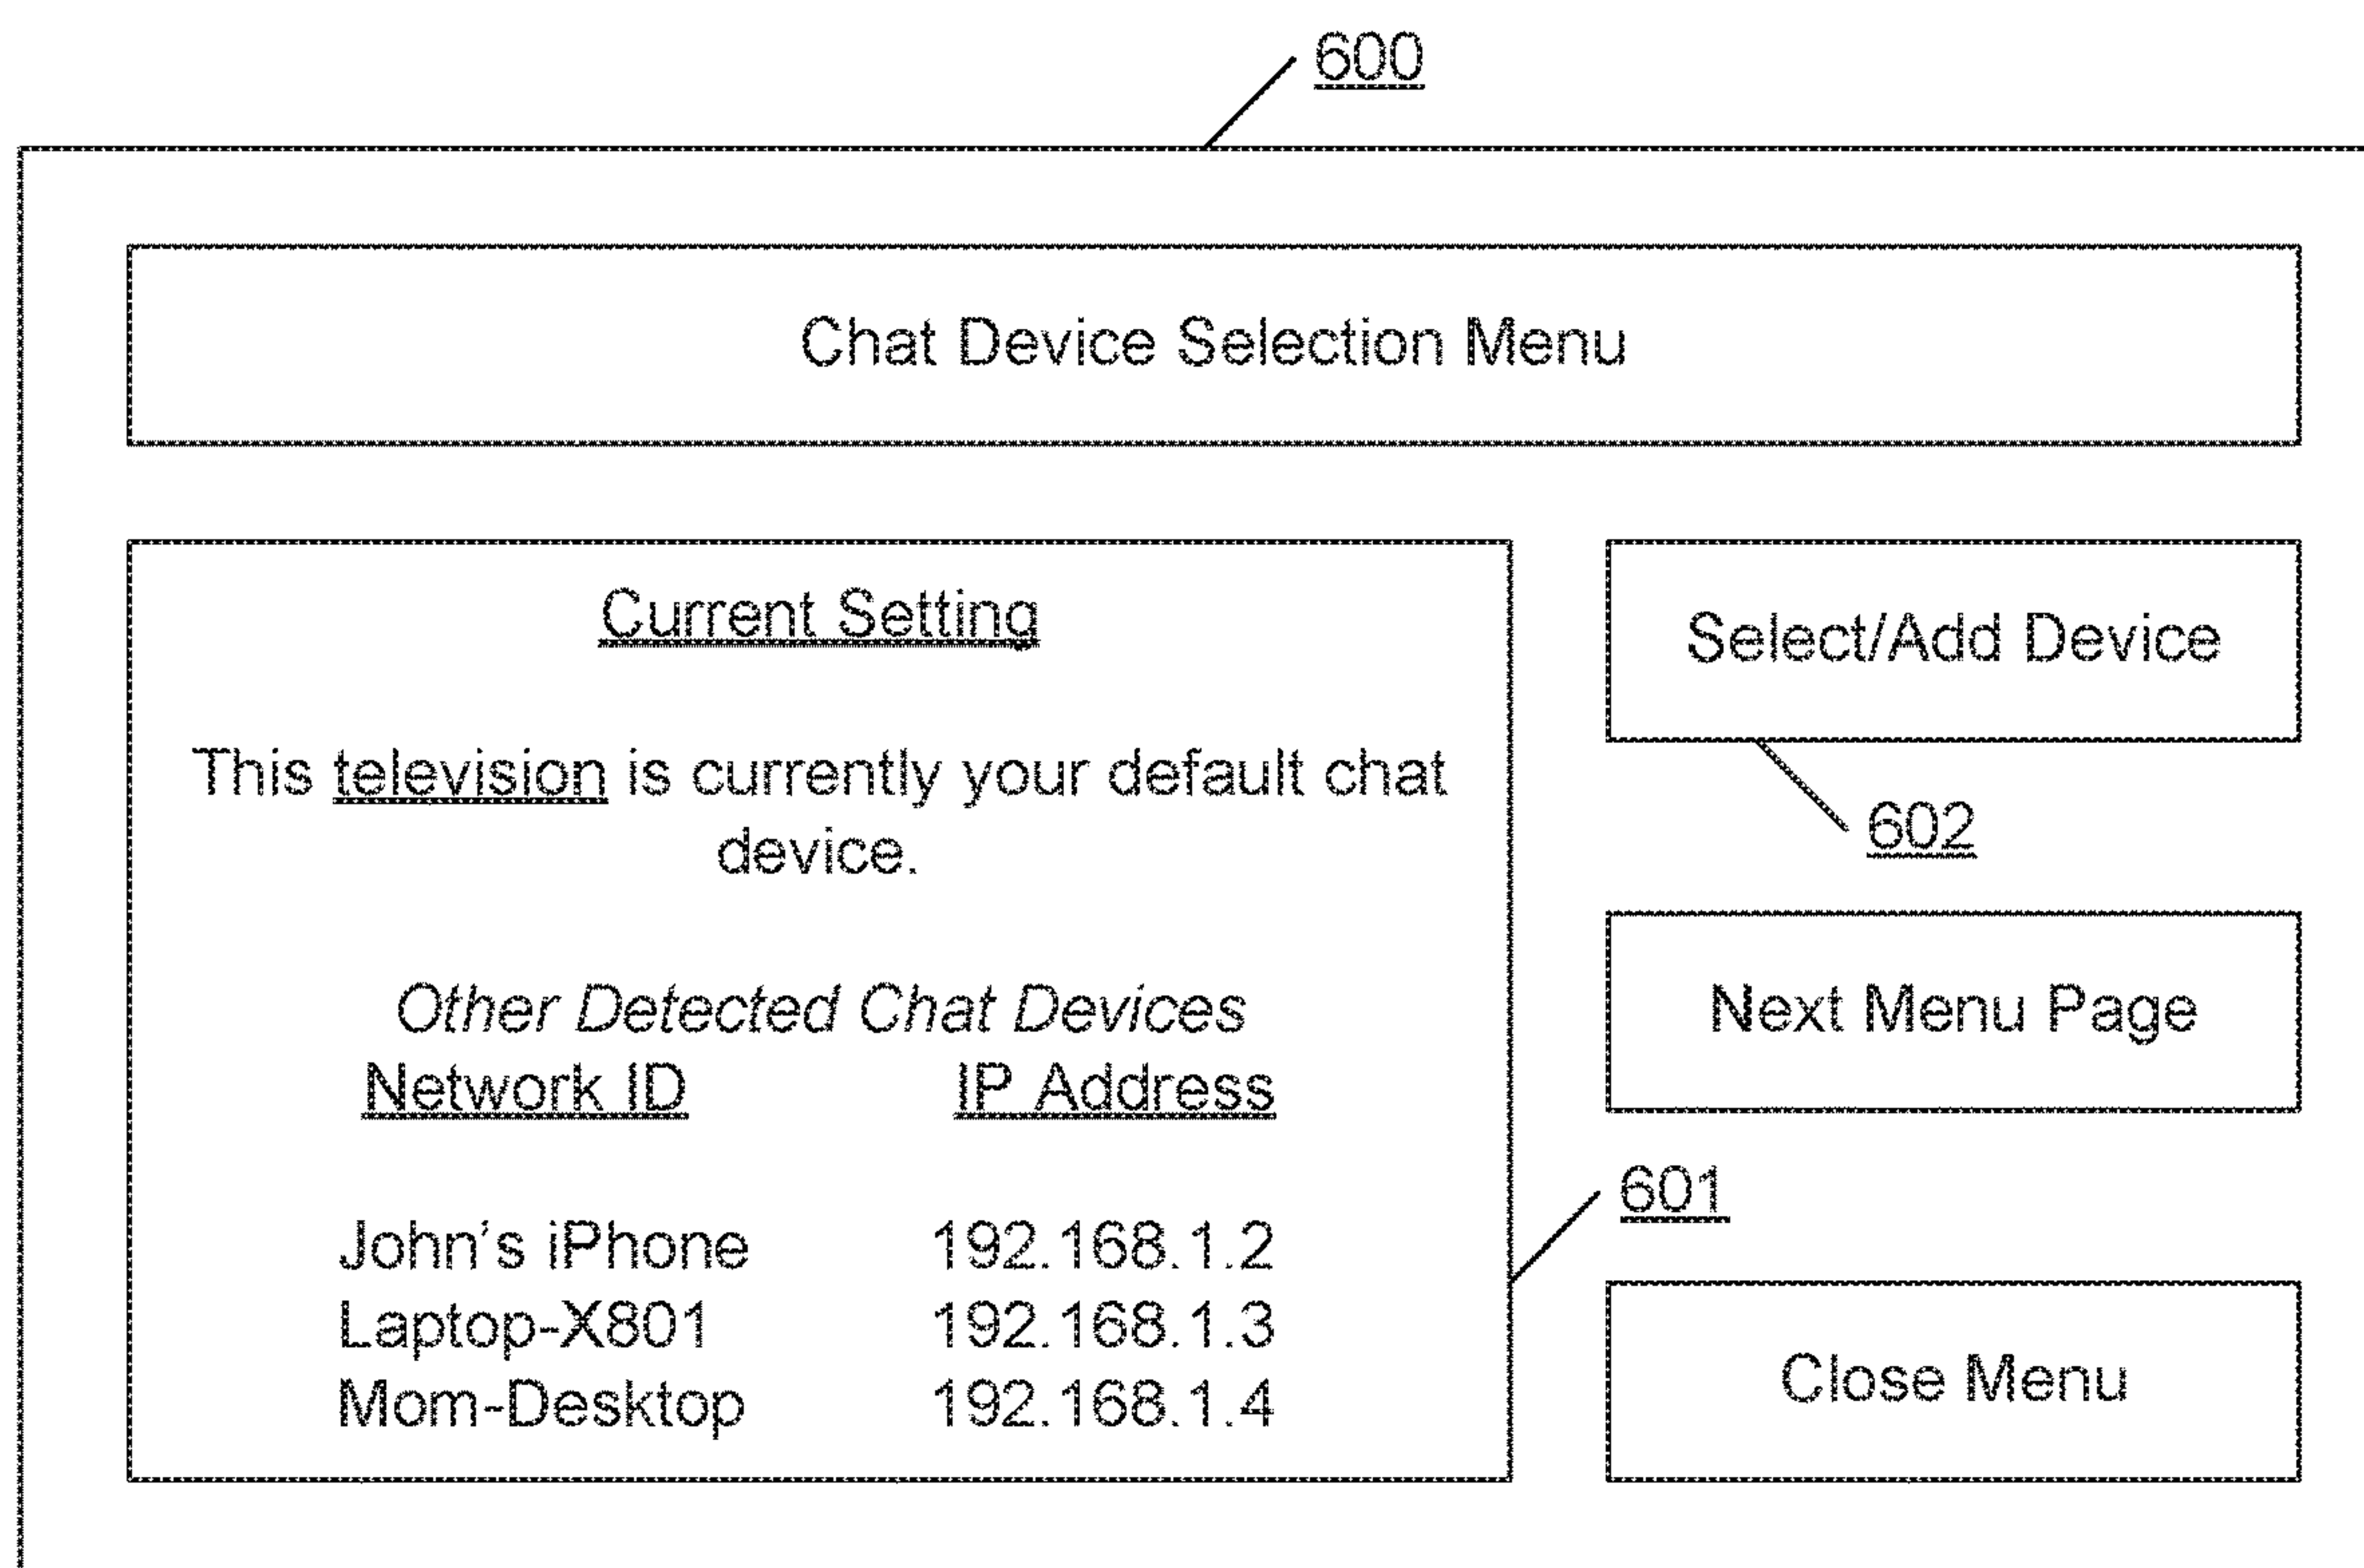 600
Chat Device Selection Menu
Current Setting
This television is currently your default chat
device.
Other Detected Chat Devices
Network ID IP Address
John's iPhone 192.168.1.2
Laptop-X801 192.168.1.3
Mom-Desktop 192.168.1.4
Select/Add Device
602
Next Menu Page
601
Close Menu